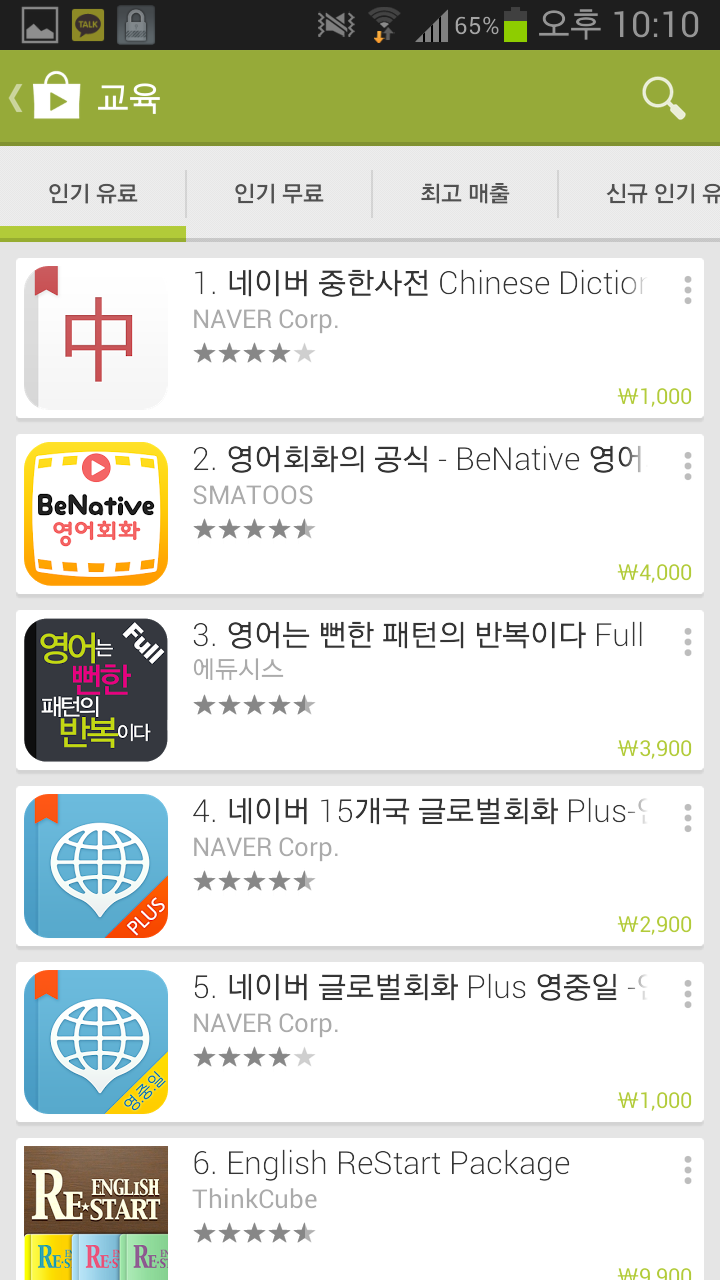 TALK
65%
오후 10:10
교육
인기 유료
인기 무료
최고 매출
신규 인기 유
中
1. 네이버 중한사전 Chinese Diction
NAVER Corp.
₩1,000
BeNative
영어회화
2. 영어회화의 공식 - BeNative 영어
SMATOOS
₩4,000
Full
영어는
뻔한
패턴의
반복이다
3. 영어는 뻔한 패턴의 반복이다 Full
에듀시스
₩3,900
PLUS
4. 네이버 15개국 글로벌회화 Plus-
NAVER Corp.
₩2,900
영·중·일
5. 네이버 글로벌회화 Plus 영중일 -
NAVER Corp.
₩1,000
ENGLISH
RE★START
RE-S
RE-S
RE-S
6. English ReStart Package
ThinkCube
₩9,900